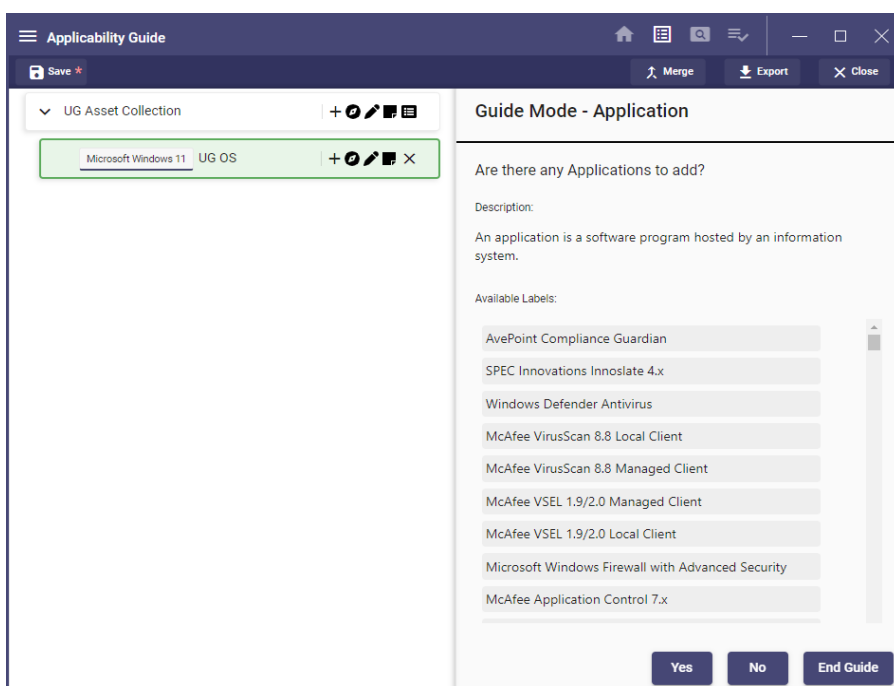 Applicability Guide
Save *
Merge
Export
Close
UG Asset Collection
Microsoft Windows 11 UG OS
Guide Mode - Application
Are there any Applications to add?
Description:
An application is a software program hosted by an information
system.
Available Labels:
AvePoint Compliance Guardian
SPEC Innovations Innoslate 4.x
Windows Defender Antivirus
McAfee VirusScan 8.8 Local Client
McAfee VirusScan 8.8 Managed Client
McAfee VSEL 1.9/2.0 Managed Client
McAfee VSEL 1.9/2.0 Local Client
Microsoft Windows Firewall with Advanced Security
McAfee Application Control 7.x
Yes
No
End Guide